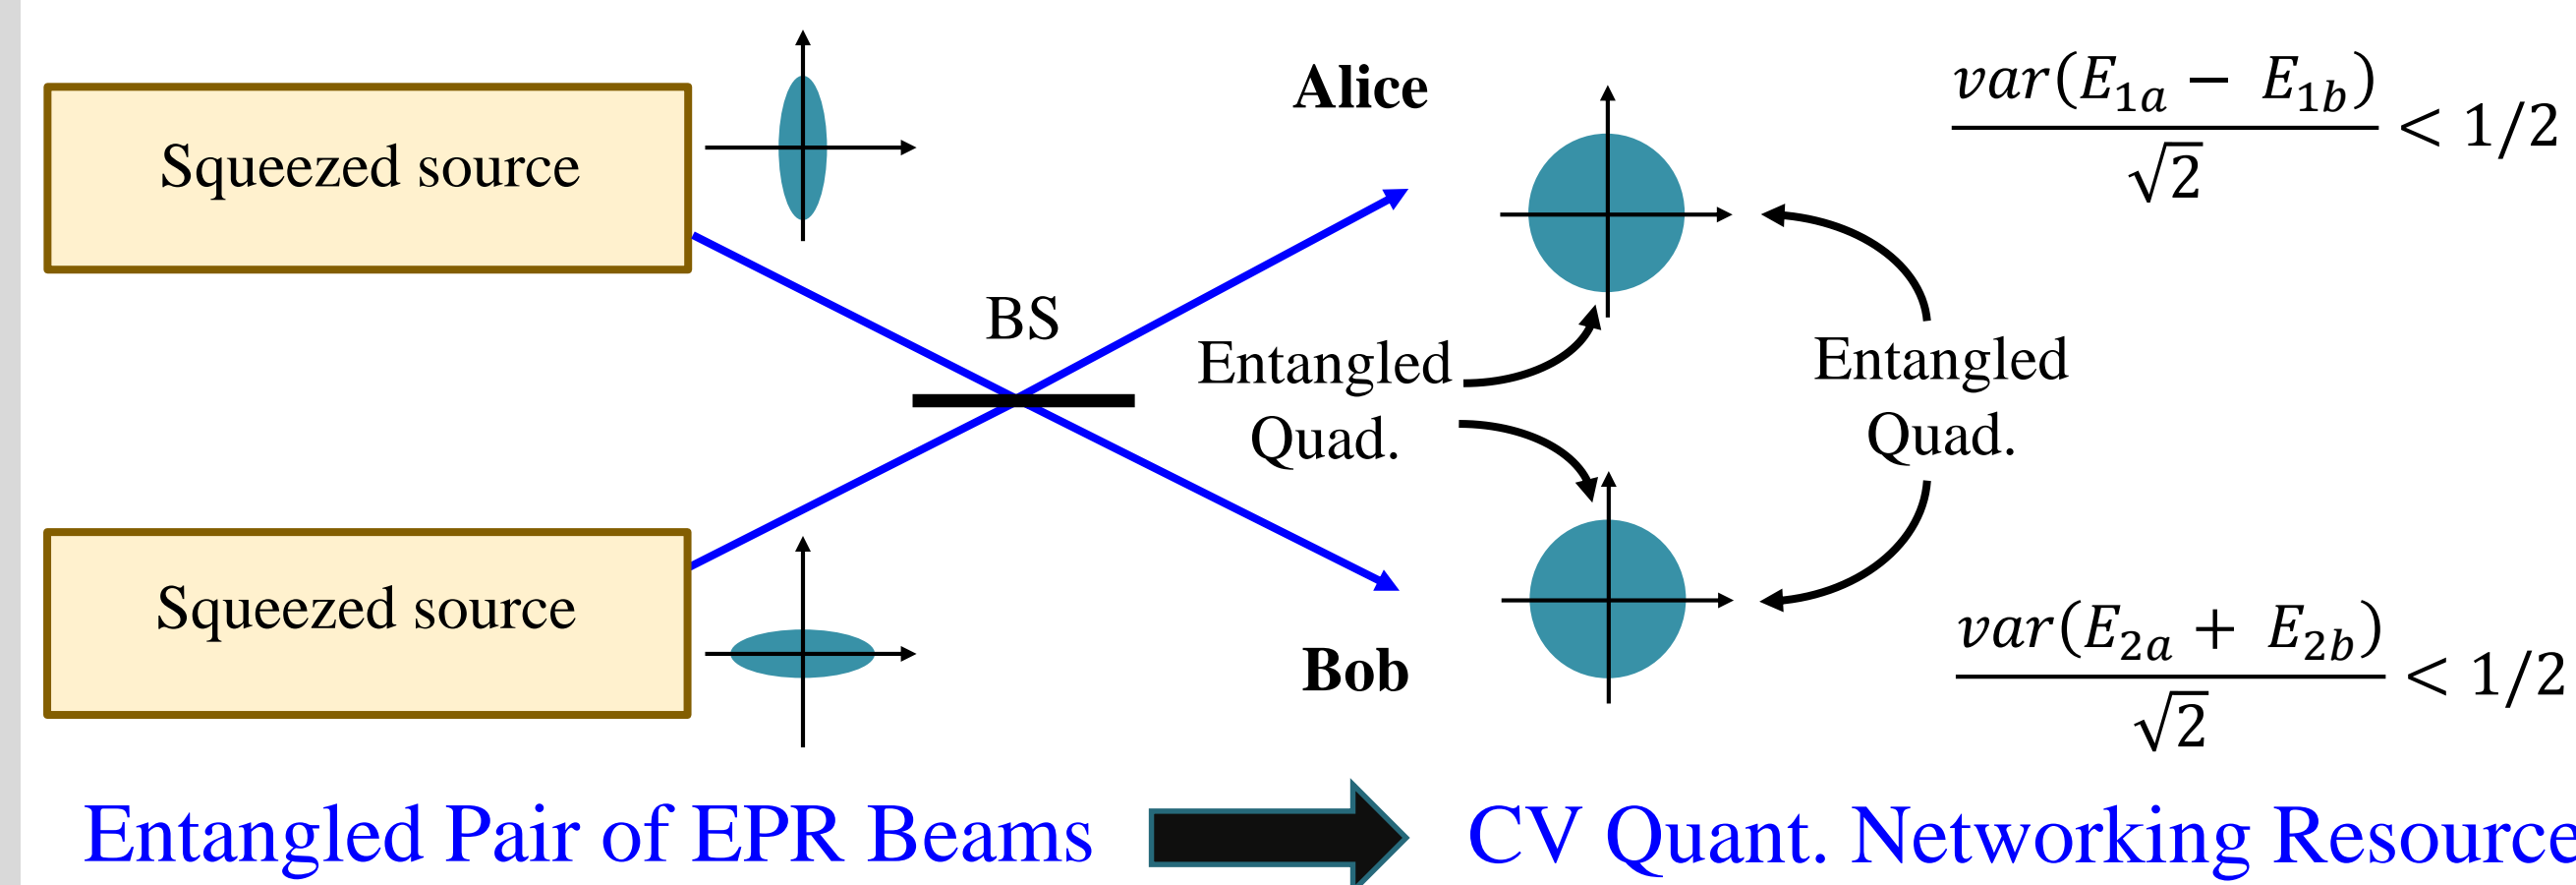 Squeezed source
Alice
var(E₁ₐ − E₁b)
√2
< 1/2
BS
Entangled
Quad.
Entangled
Quad.
Squeezed source
Bob
var(E₂ₐ + E₂b)
√2
< 1/2
Entangled Pair of EPR Beams
CV Quant. Networking Resource